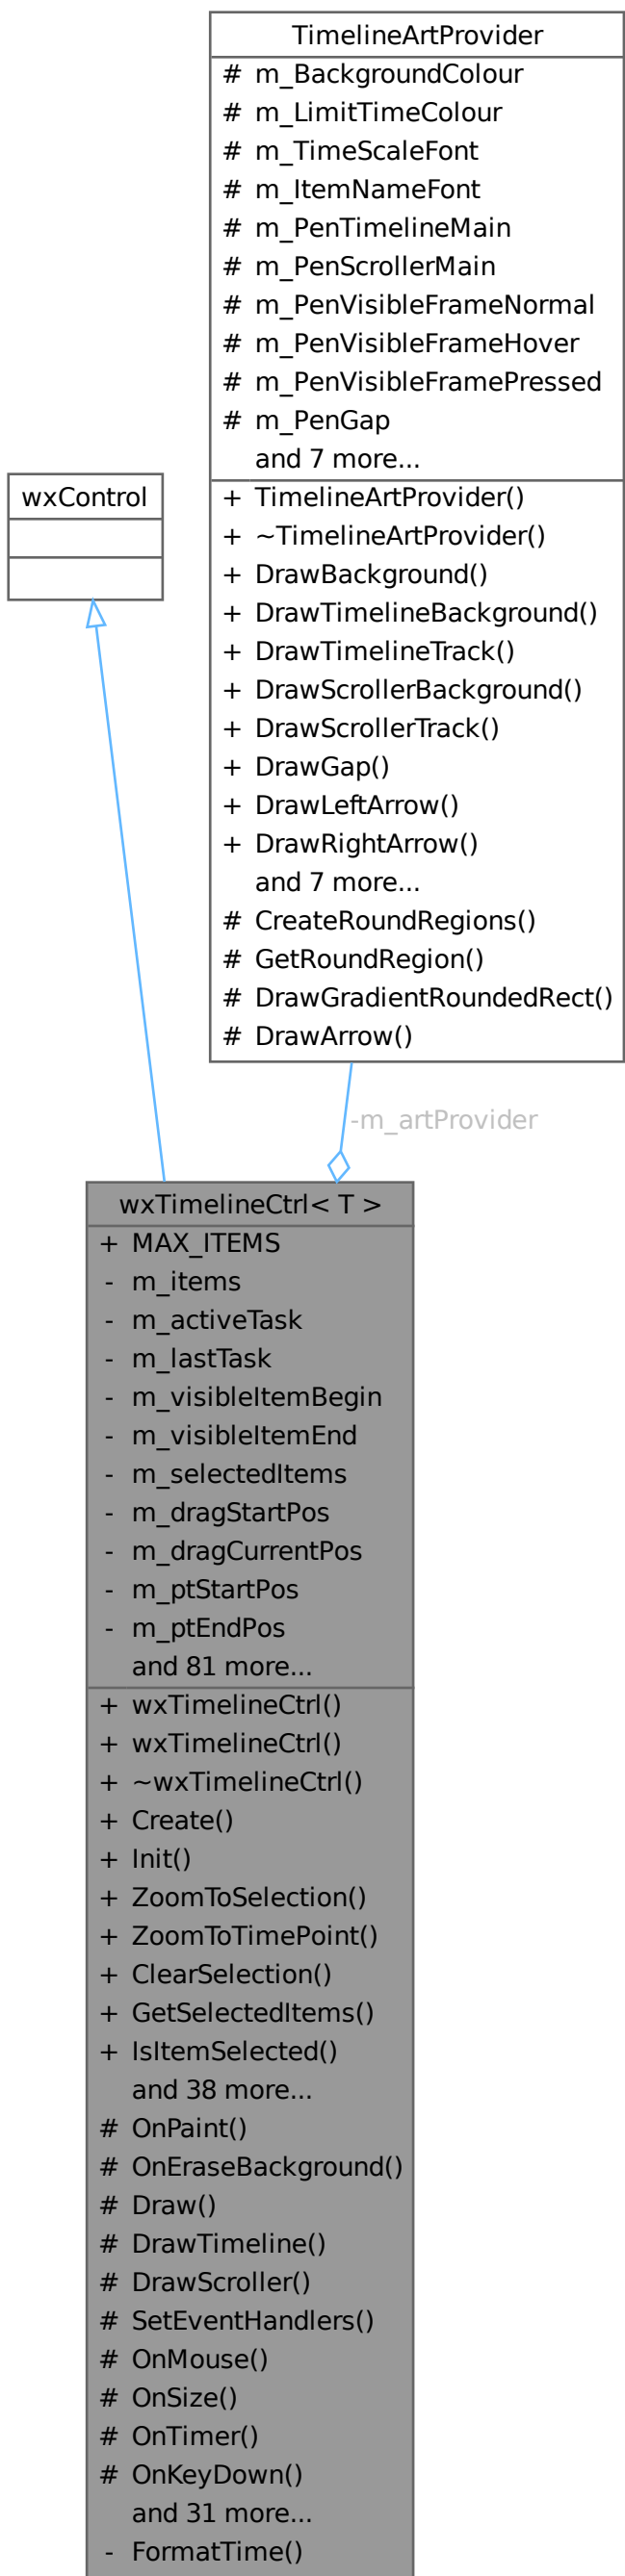 TimelineArtProvider
# m_BackgroundColour
# m_LimitTimeColour
# m_TimeScaleFont
# m_ItemNameFont
# m_PenTimelineMain
# m_PenScrollerMain
# m_PenVisibleFrameNormal
# m_PenVisibleFrameHover
# m_PenVisibleFramePressed
# m_PenGap
and 7 more...
+ TimelineArtProvider()
+ ~TimelineArtProvider()
+ DrawBackground()
+ DrawTimelineBackground()
+ DrawTimelineTrack()
+ DrawScrollerBackground()
+ DrawScrollerTrack()
+ DrawGap()
+ DrawLeftArrow()
+ DrawRightArrow()
and 7 more...
# CreateRoundRegions()
# GetRoundRegion()
# DrawGradientRoundedRect()
# DrawArrow()
wxControl
-m_artProvider
wxTimelineCtrl< T >
+ MAX_ITEMS
- m_items
- m_activeTask
- m_lastTask
- m_visibleItemBegin
- m_visibleItemEnd
- m_selectedItems
- m_dragStartPos
- m_dragCurrentPos
- m_ptStartPos
- m_ptEndPos
and 81 more...
+ wxTimelineCtrl()
+ wxTimelineCtrl()
+ ~wxTimelineCtrl()
+ Create()
+ Init()
+ ZoomToSelection()
+ ZoomToTimePoint()
+ ClearSelection()
+ GetSelectedItems()
+ IsItemSelected()
and 38 more...
# OnPaint()
# OnEraseBackground()
# Draw()
# DrawTimeline()
# DrawScroller()
# SetEventHandlers()
# OnMouse()
# OnSize()
# OnTimer()
# OnKeyDown()
and 31 more...
- FormatTime()